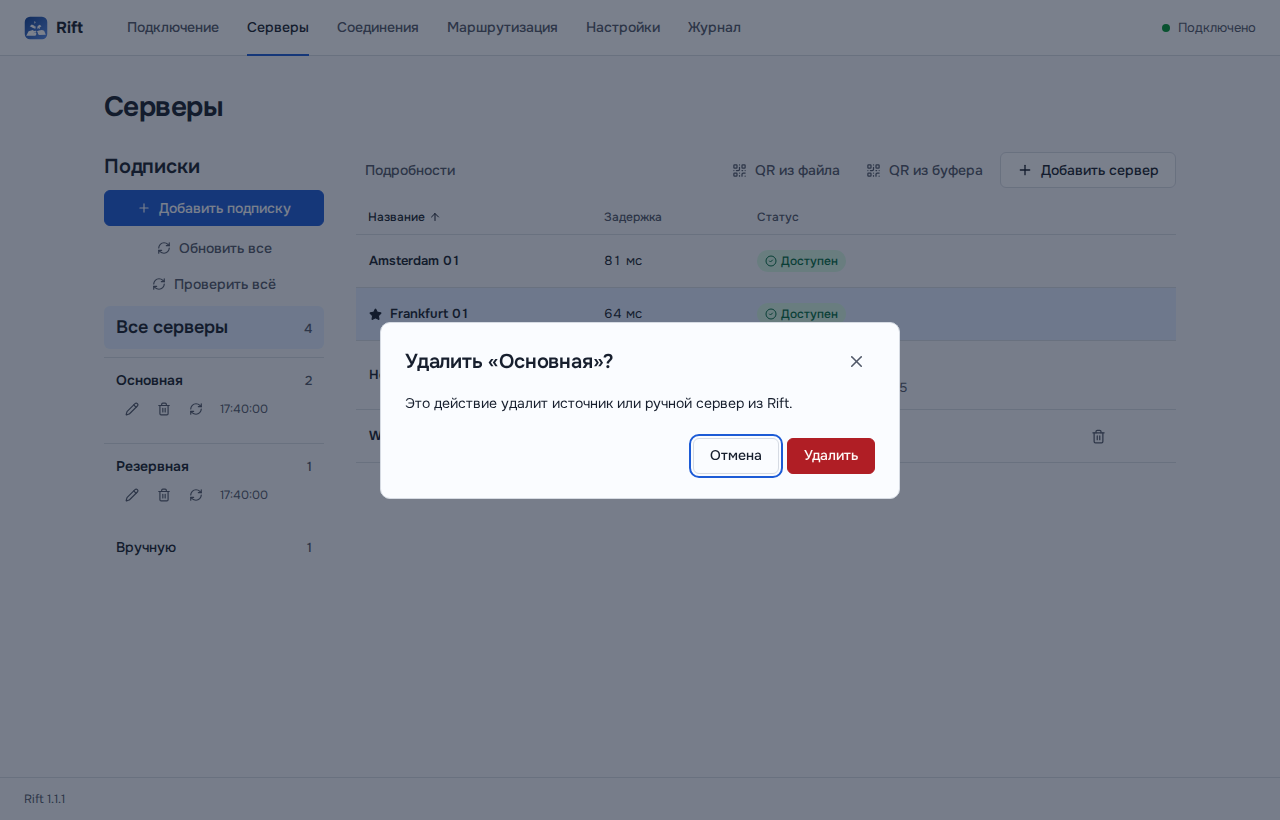 Rift
Подключение
Серверы
Соединения
Маршрутизация
Настройки
Журнал
Подключено
Серверы
Подписки
Добавить подписку
Обновить все
Проверить всё
Все серверы 4
Основная 2
17:40:00
Резервная 1
17:40:00
Вручную 1
Подробности
QR из файла
QR из буфера
Добавить сервер
Название Задержка Статус
Amsterdam 01 81 мс Доступен
Frankfurt 01 64 мс Доступен
Удалить «Основная»?
Это действие удалит источник или ручной сервер из Rift.
Отмена Удалить
Rift 1.1.1